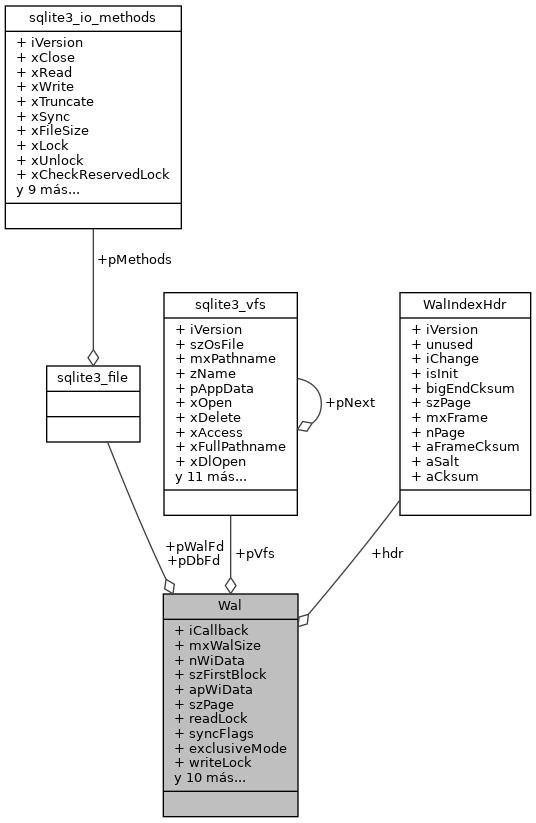 sqlite3_io_methods
+ iVersion
+ xClose
+ xRead
+ xWrite
+ xTruncate
+ xSync
+ xFileSize
+ xLock
+ xUnlock
+ xCheckReservedLock
y 9 más...
+pMethods
sqlite3_file
sqlite3_vfs
+ iVersion
+ szOsFile
+ mxPathname
+ zName
+ pAppData
+ xOpen
+ xDelete
+ xAccess
+ xFullPathname
+ xDlOpen
y 11 más...
+pNext
WalIndexHdr
+ iVersion
+ unused
+ iChange
+ isInit
+ bigEndCksum
+ szPage
+ mxFrame
+ nPage
+ aFrameCksum
+ aSalt
+ aCksum
+pWalFd
+pDbFd
+pVfs
+hdr
Wal
+ iCallback
+ mxWalSize
+ nWiData
+ szFirstBlock
+ apWiData
+ szPage
+ readLock
+ syncFlags
+ exclusiveMode
+ writeLock
y 10 más...